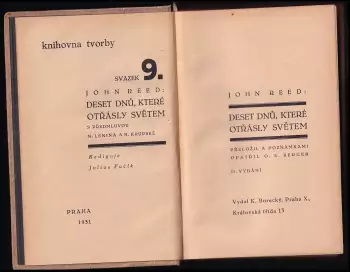 knihovna tvorby
SVAZEK 9.
JOHN REED:
DESET DNŮ, KTERÉ
OTŘÁSLY SVĚTEM
S PŘEDMLUVOU
N. LENINA A N. KRUPSKÉ
Rediguje
Julius Fučík
PRAHA
1931
JOHN REED:
DESET DNŮ, KTERÉ
OTŘÁSLY SVĚTEM
PŘELOŽIL A POZNÁMKAMI
OPATŘIL O. A. BERGER
II. VYDÁNÍ
Vydal K. Borecký, Praha X.,
Královská třída 13